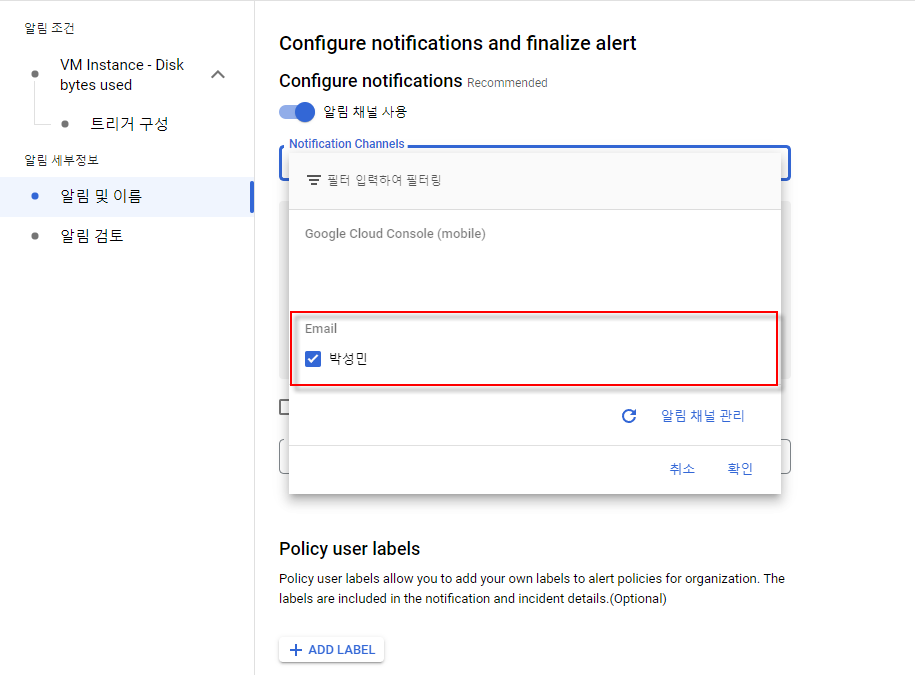 알림 조건
VM Instance - Disk
bytes used
트리거 구성
알림 세부정보
알림 및 이름
알림 검토
Configure notifications and finalize alert
Configure notifications Recommended
알림 채널 사용
Notification Channels
필터 입력하여 필터링
Google Cloud Console (mobile)
Email
박성민
알림 채널 관리
취소 확인
Policy user labels
Policy user labels allow you to add your own labels to alert policies for organization. The
labels are included in the notification and incident details.(Optional)
ADD LABEL